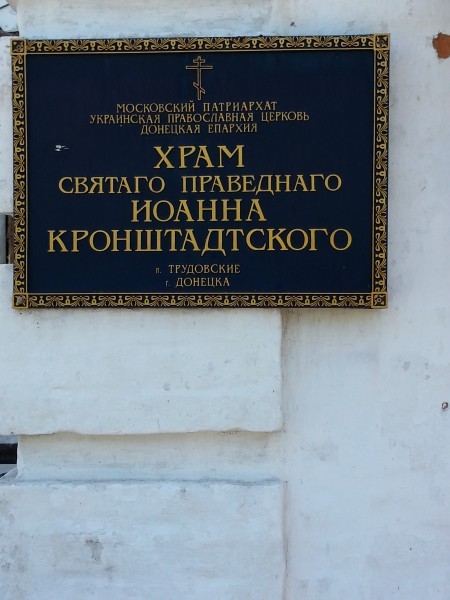 МОСКОВСКИЙ ПАТРИАРХАТ
УКРАИНСКАЯ ПРАВОСЛАВНАЯ ЦЕРКОВЬ
ДОНЕЦКАЯ ЕПАРХИЯ
ХРАМ
СВЯТАГО ПРАВЕДНАГО
ИОАННА
КРОНШТАДТСКОГО
п. ТРУДОВСКИЕ
г. ДОНЕЦКА